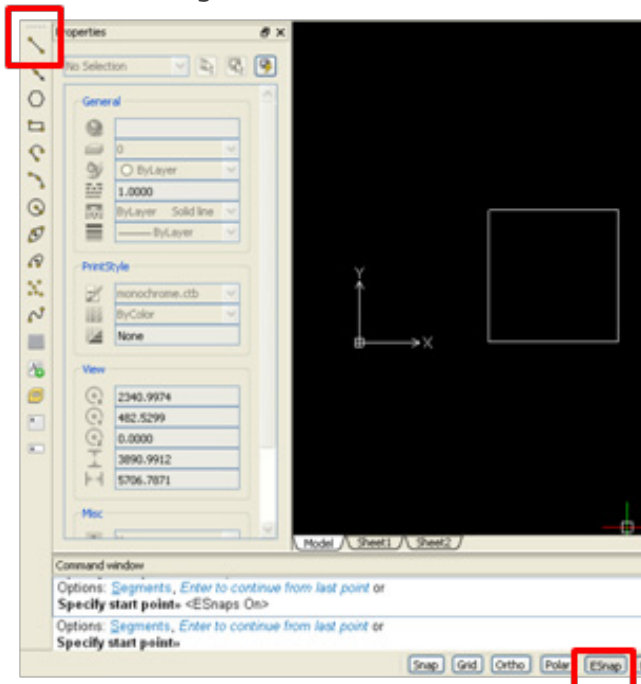 Properties
No Selection
General
0
ByLayer
1.0000
ByLayer Solid line
ByLayer
PrintStyle
monochrome.ctb
ByColor
None
View
2340.9974
482.5299
0.0000
3890.9912
5706.7871
Misc
Y
X
Model Sheet1 Sheet2
Command window
Options: Segments, Enter to continue from last point or
Specify start point» <ESnaps On>
Options: Segments, Enter to continue from last point or
Specify start point»
Snap Grid Ortho Polar ESnap